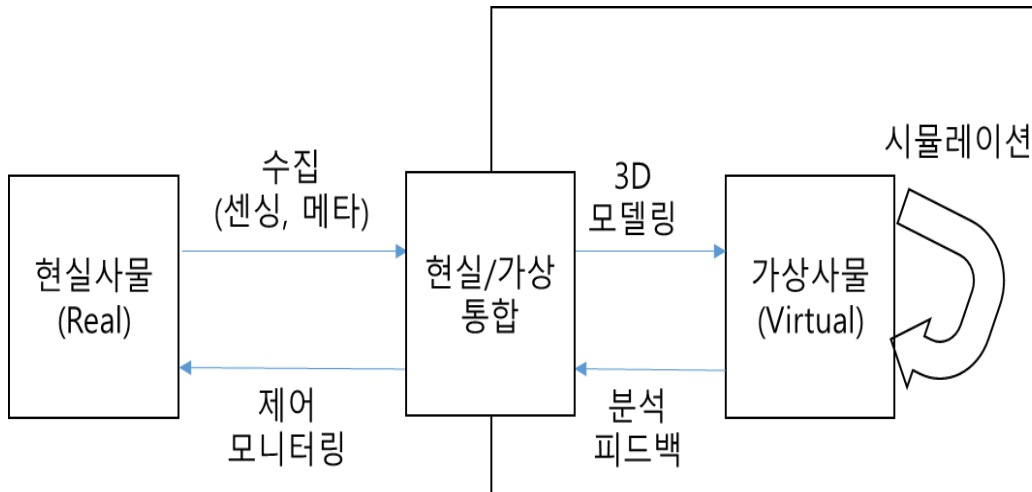 시뮬레이션
수집
(센싱, 메타)
3D
모델링
현실사물
(Real)
현실/가상
통합
가상사물
(Virtual)
제어
모니터링
분석
피드백